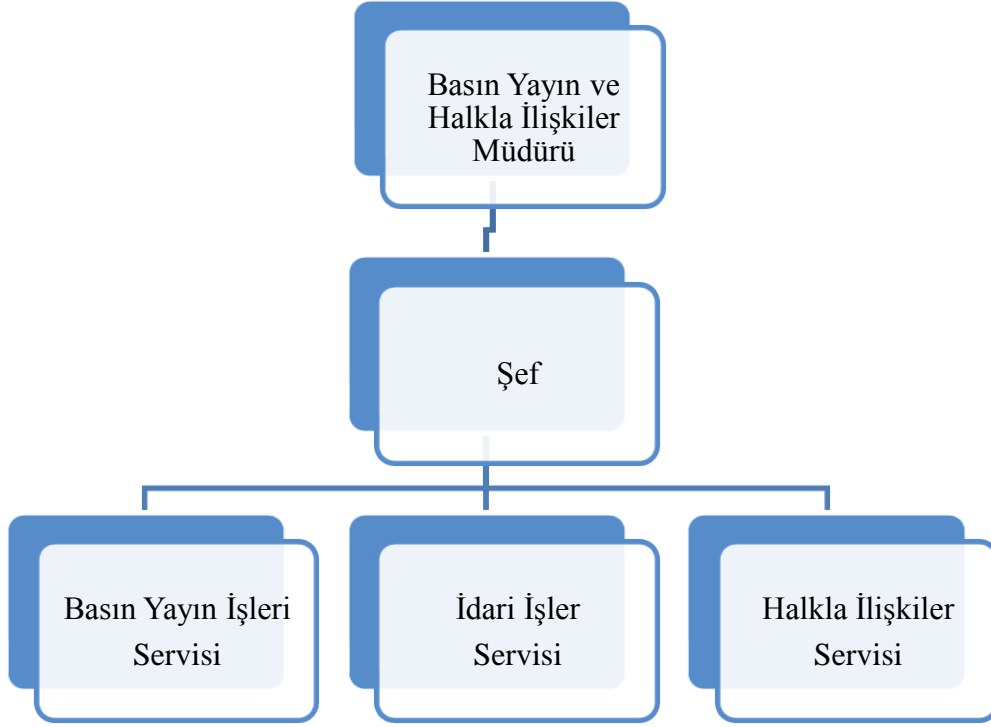 Basın Yayın ve
Halkla İlişkiler
Müdürü
Şef
Basın Yayın İşleri
Servisi
İdari İşler
Servisi
Halkla İlişkiler
Servisi